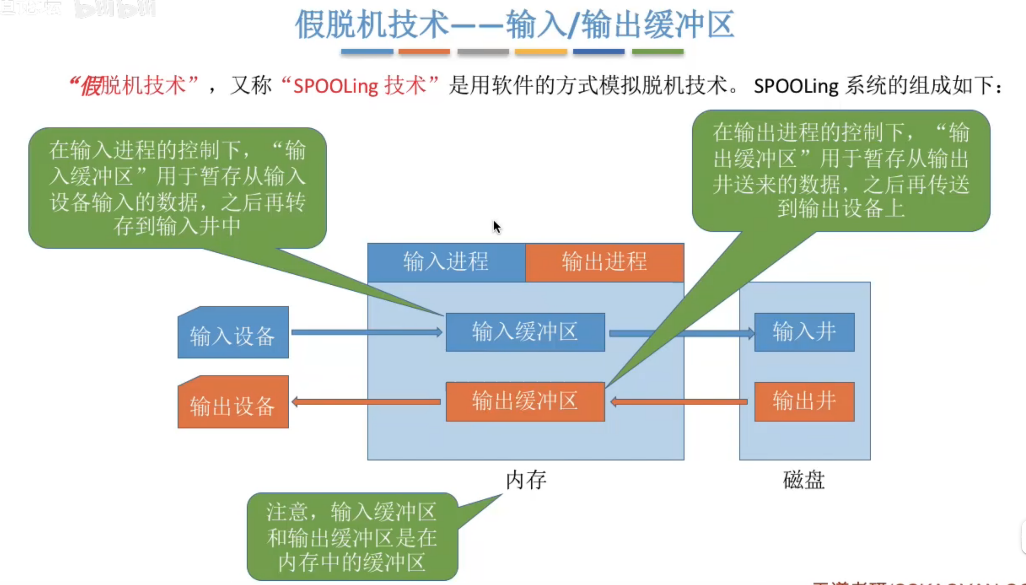 假脱机技术——输入/输出缓冲区
“假脱机技术”，又称“SPOOLing 技术”是用软件的方式模拟脱机技术。 SPOOLing 系统的组成如下：
在输入进程的控制下，“输
入缓冲区”用于暂存从输入
设备输入的数据，之后再转
存到输入井中
在输出进程的控制下，“输
出缓冲区”用于暂存从输出
井送来的数据，之后再传送
到输出设备上
输入进程
输出进程
输入设备
输入缓冲区
输入井
输出设备
输出缓冲区
输出井
内存
磁盘
注意，输入缓冲区
和输出缓冲区是在
内存中的缓冲区